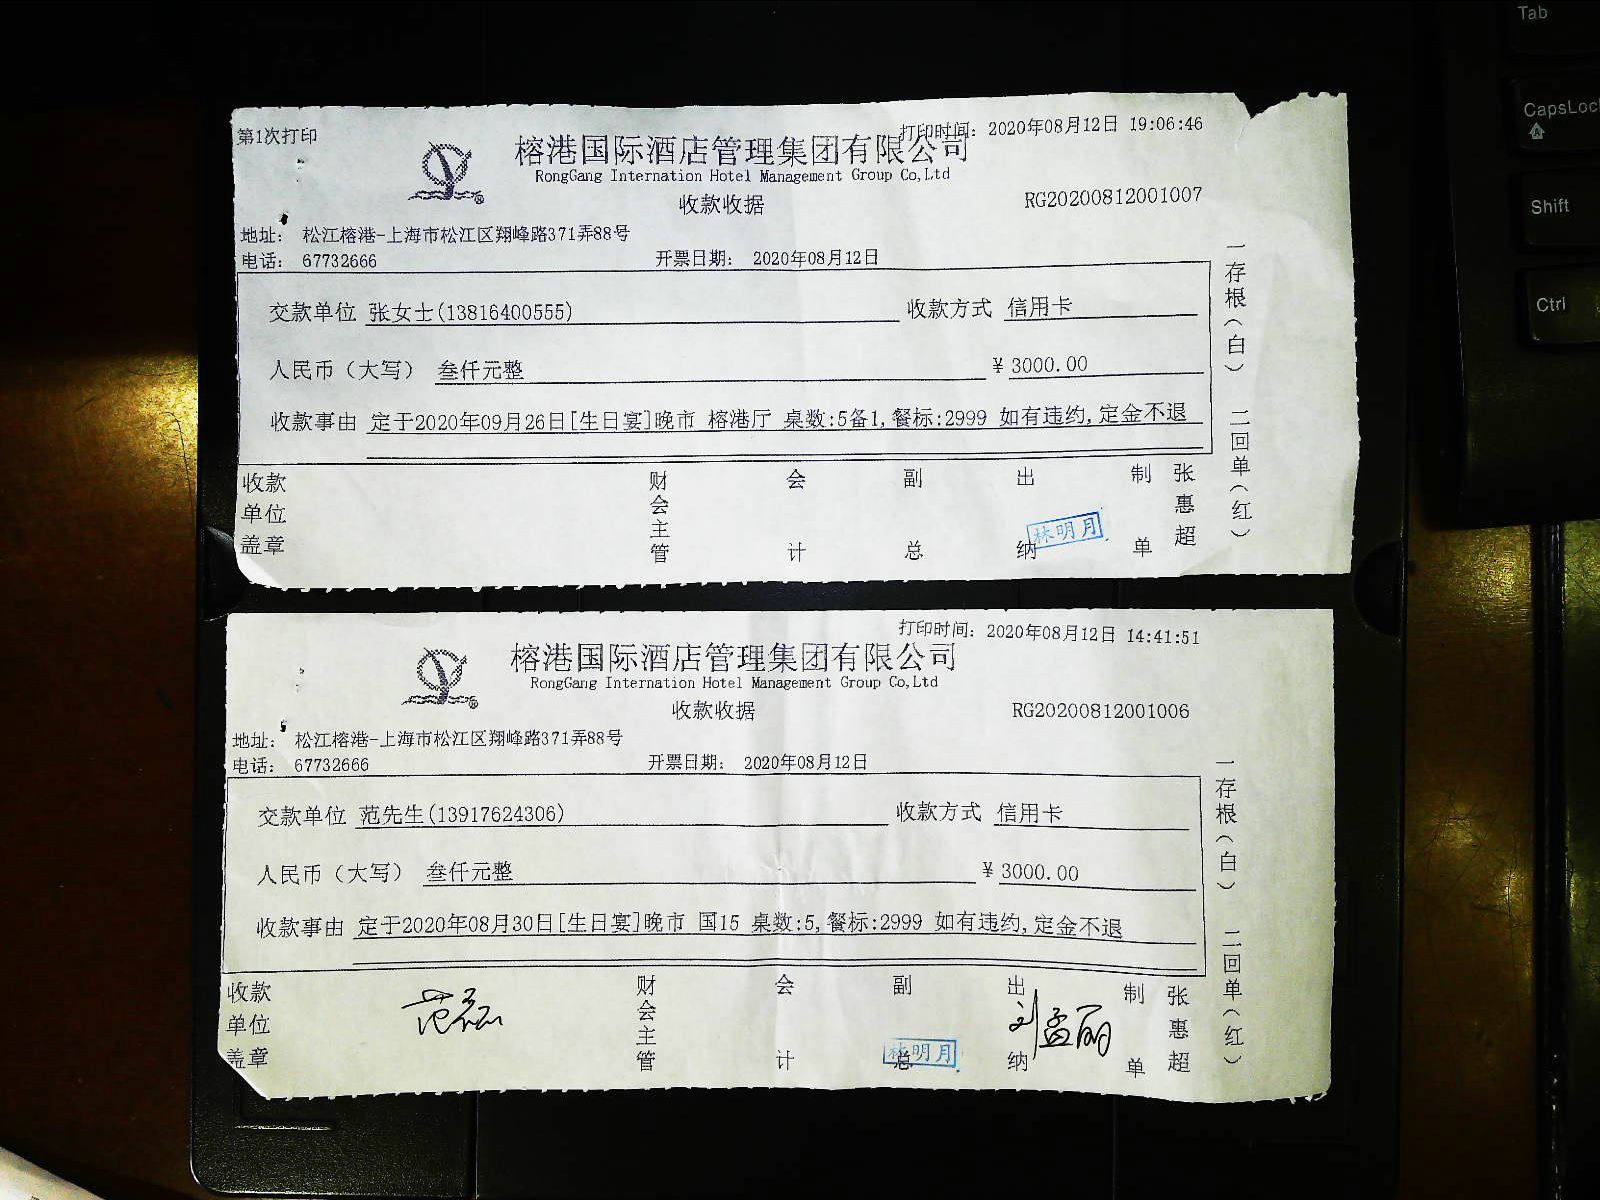 Tab
CapsLoc
Shift
Ctrl
第1次打印
打印时间: 2020年08月12日 19:06:46
榕港国际酒店管理集团有限公司
RongGang Internation Hotel Management Group Co,Ltd
收款收据
RG20200812001007
地址: 松江榕港-上海市松江区翔峰路371弄88号
电话: 67732666 开票日期: 2020年08月12日
交款单位 张女士(13816400555) 收款方式 信用卡
人民币(大写) 叁仟元整 ¥3000.00
收款事由 定于2020年09月26日[生日宴]晚市 榕港厅 桌数:5备1,餐标:2999 如有违约,定金不退
收款单位盖章 财会主管 会计 副总 出纳 林明月 制单 张惠超
一存根(白) 二回单(红)
打印时间: 2020年08月12日 14:41:51
榕港国际酒店管理集团有限公司
RongGang Internation Hotel Management Group Co,Ltd
收款收据
RG20200812001006
地址: 松江榕港-上海市松江区翔峰路371弄88号
电话: 67732666 开票日期: 2020年08月12日
交款单位 范先生(13917624306) 收款方式 信用卡
人民币(大写) 叁仟元整 ¥3000.00
收款事由 定于2020年08月30日[生日宴]晚市 国15 桌数:5,餐标:2999 如有违约,定金不退
收款单位盖章 财会主管 会计 副总 林明月 出纳 刘孟丽 制单 张惠超
一存根(白) 二回单(红)